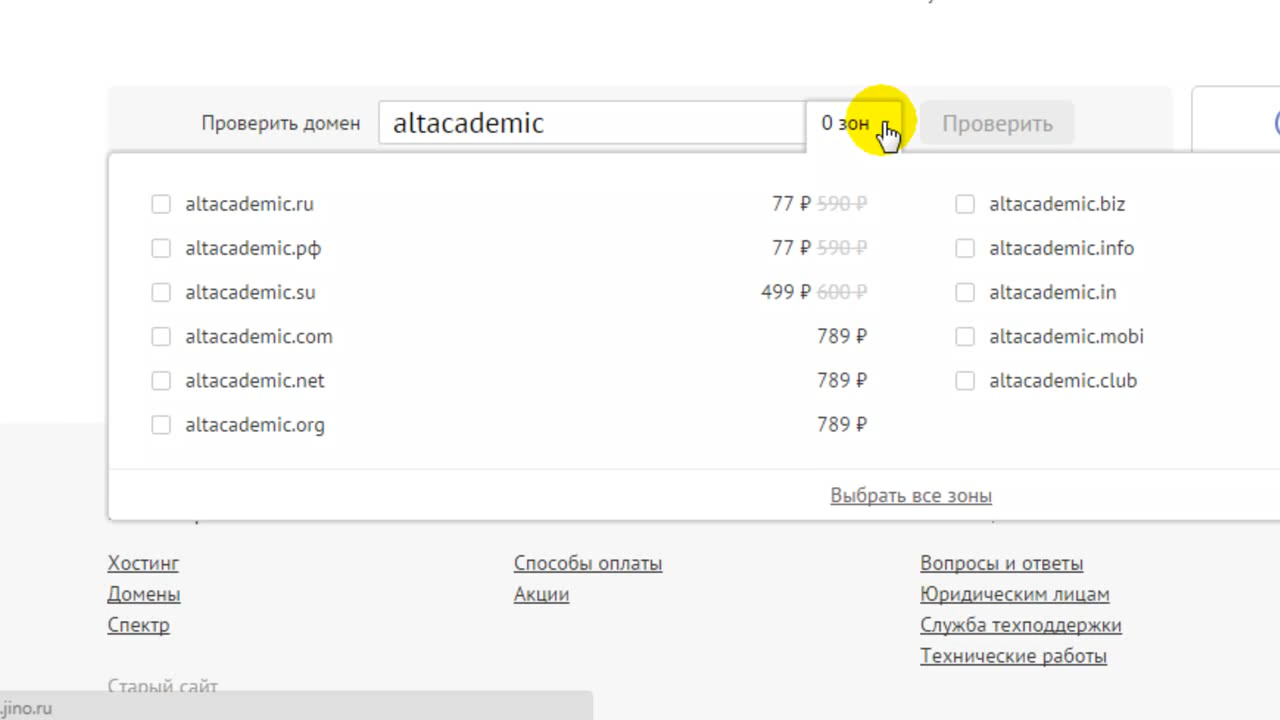 Проверить домен altacademic 0 зон Проверить
altacademic.ru 77 ₽ 590 ₽ altacademic.biz
altacademic.рф 77 ₽ 590 ₽ altacademic.info
altacademic.su 499 ₽ 600 ₽ altacademic.in
altacademic.com 789 ₽ altacademic.mobi
altacademic.net 789 ₽ altacademic.club
altacademic.org 789 ₽
Выбрать все зоны
Хостинг Способы оплаты Вопросы и ответы
Домены Акции Юридическим лицам
Спектр Служба техподдержки
Технические работы
Старый сайт
.jino.ru